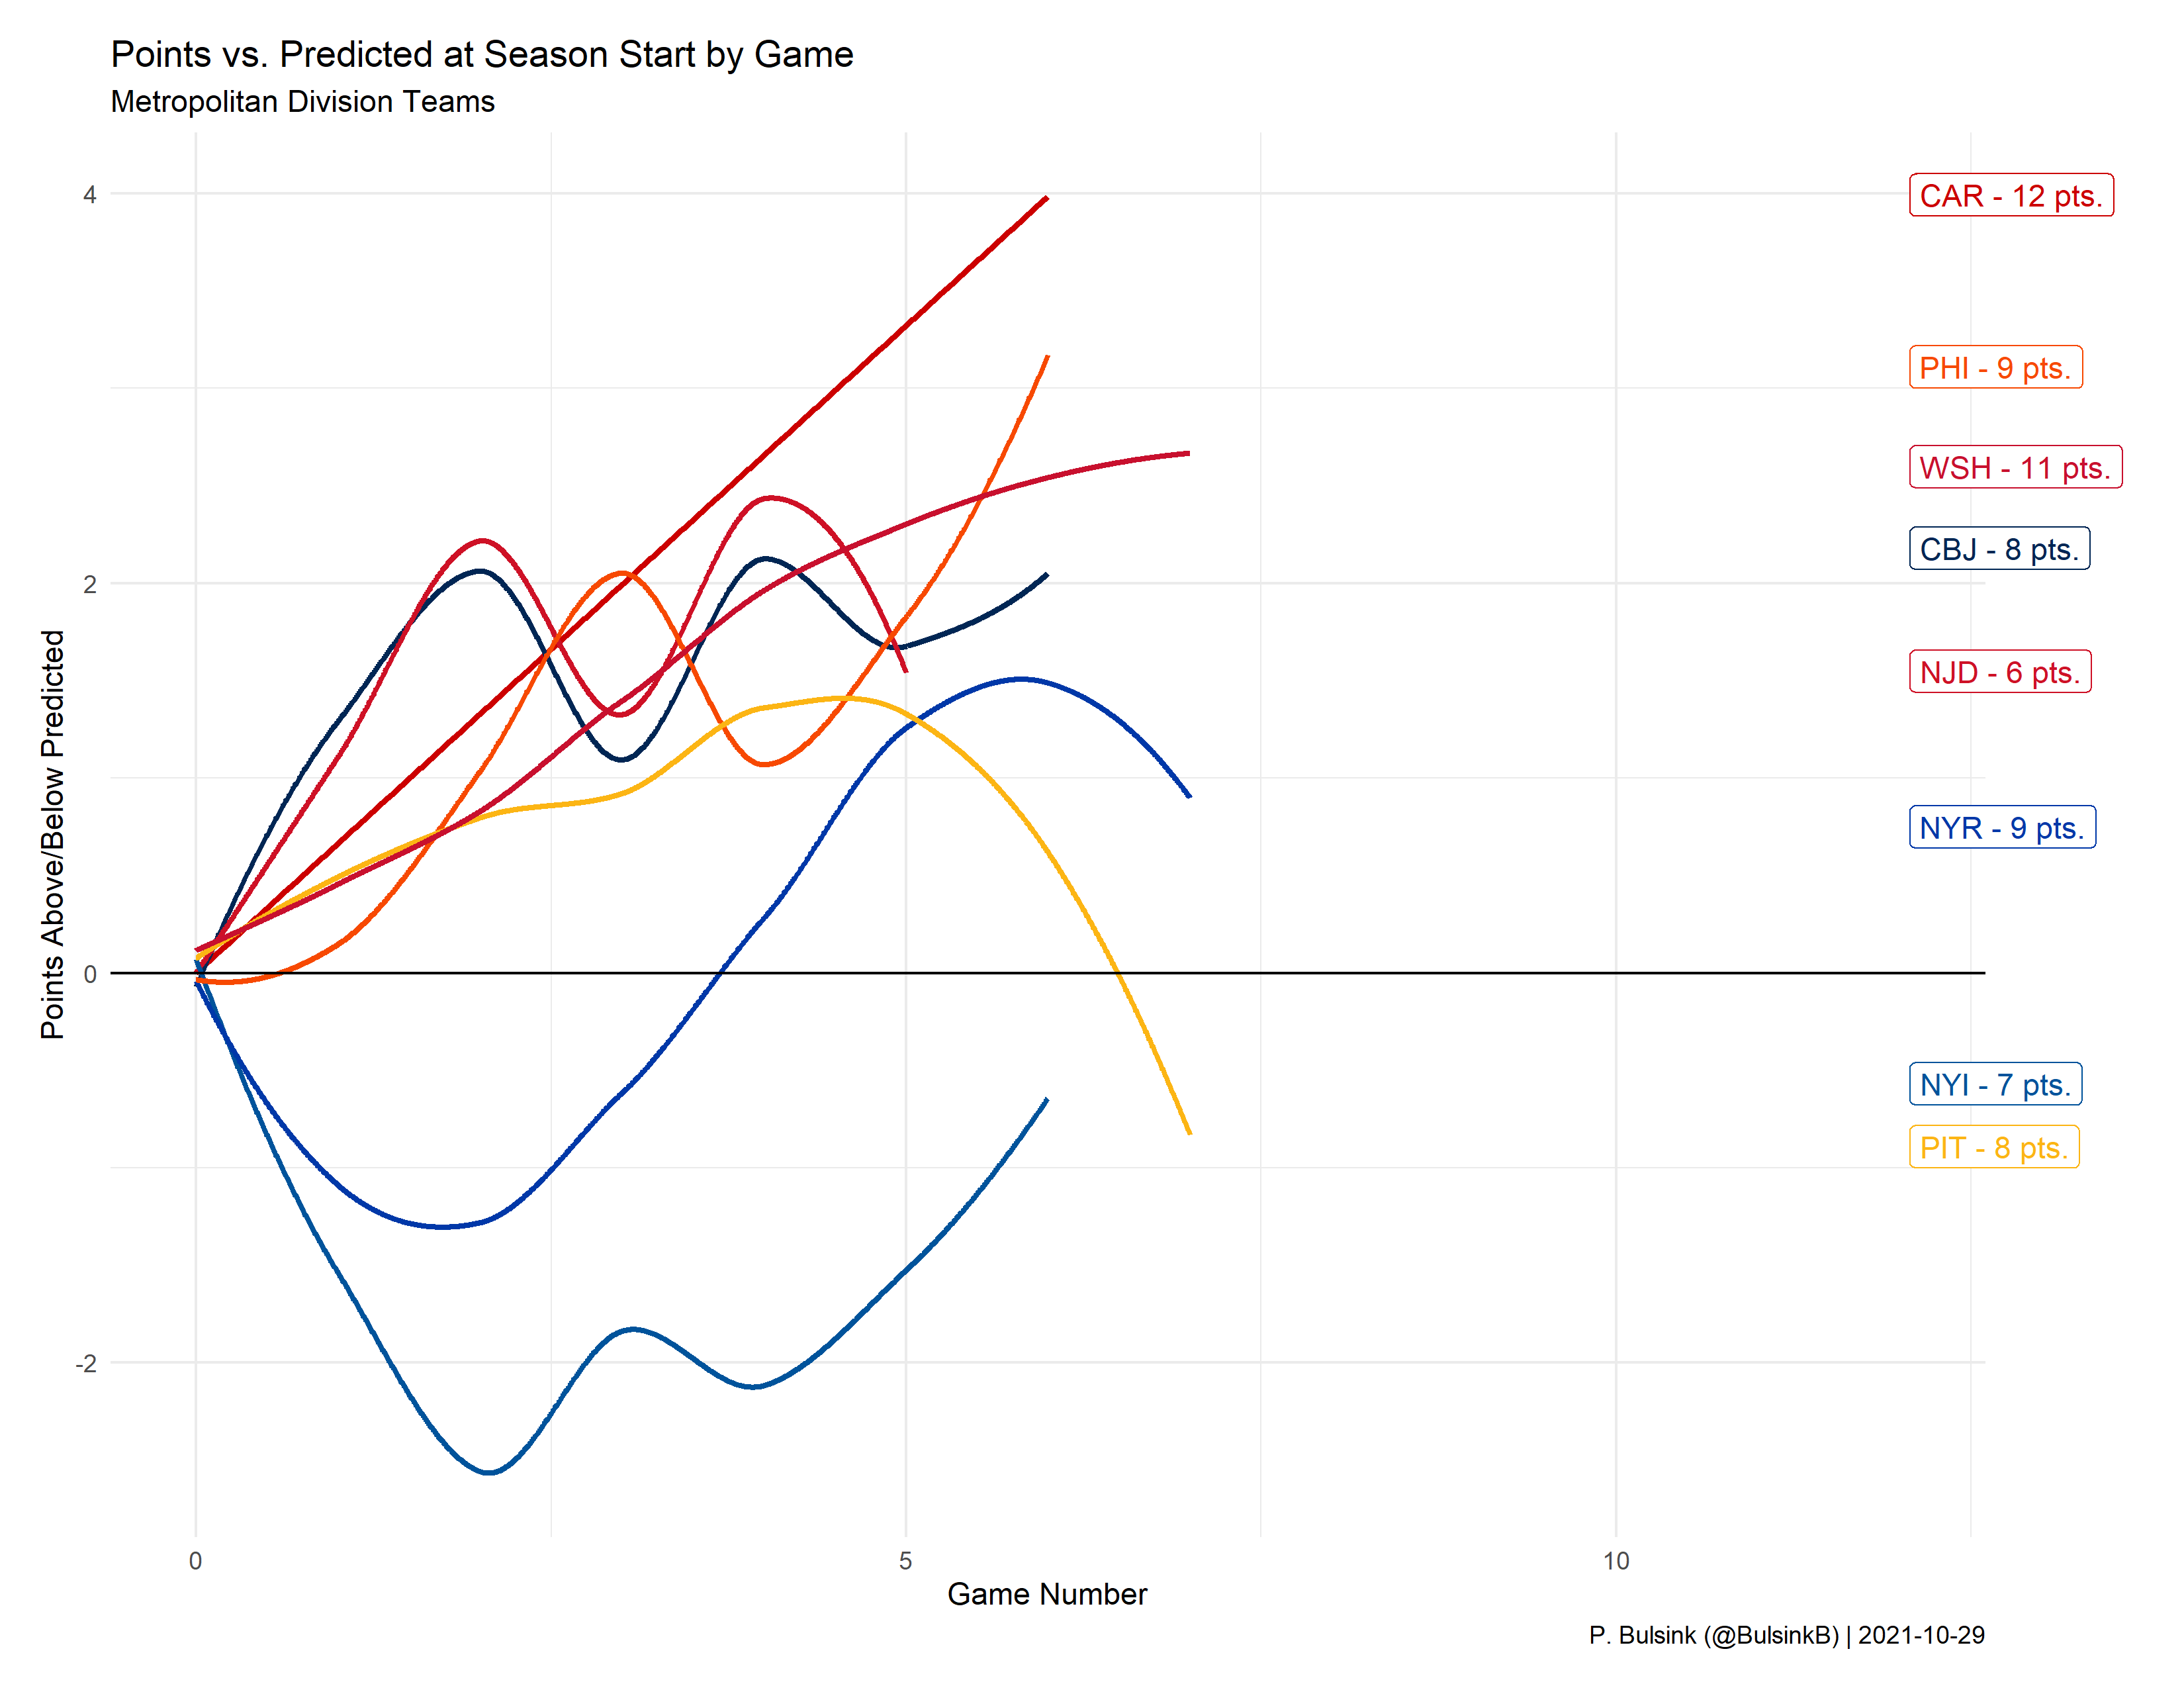 Points vs. Predicted at Season Start by Game
Metropolitan Division Teams
Points Above/Below Predicted
4
2
0
-2
CAR - 12 pts.
PHI - 9 pts.
WSH - 11 pts.
CBJ - 8 pts.
NJD - 6 pts.
NYR - 9 pts.
NYI - 7 pts.
PIT - 8 pts.
0
5
10
Game Number
P. Bulsink (@BulsinkB) | 2021-10-29